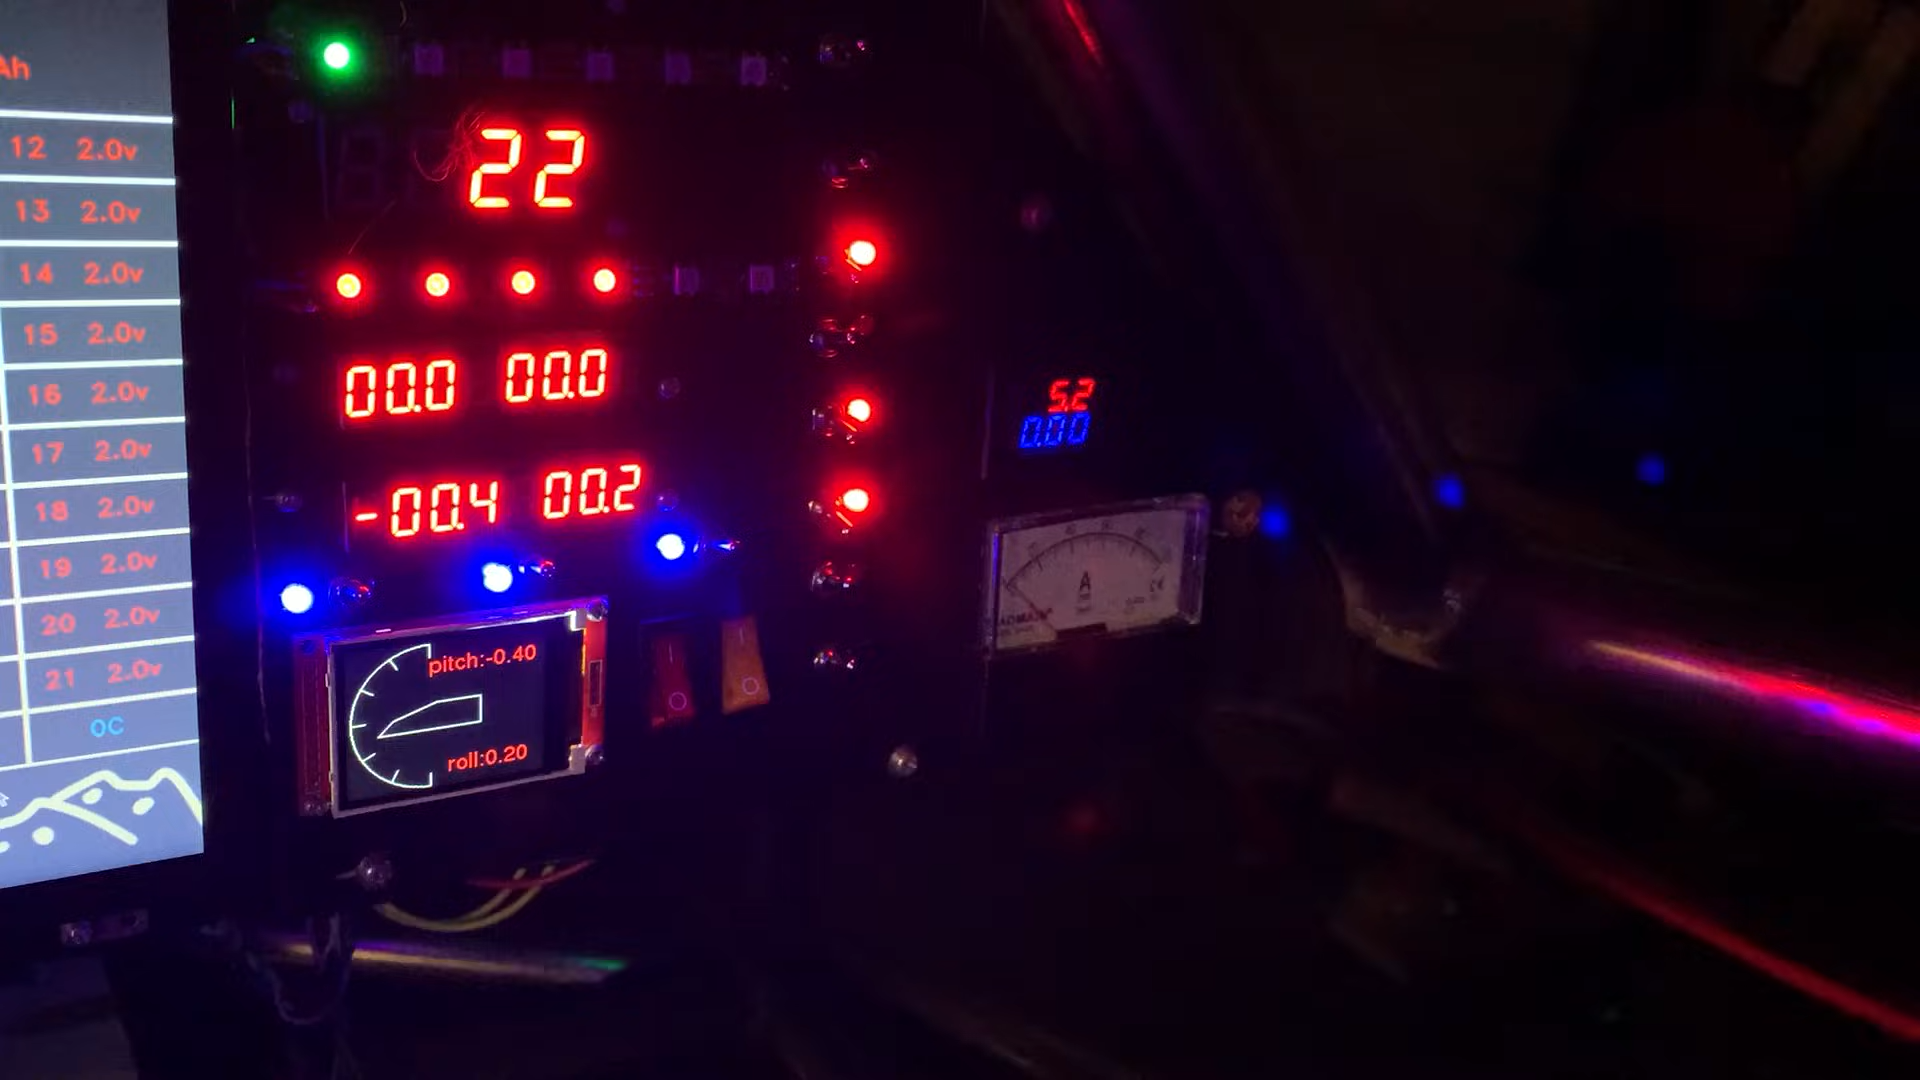 Ah
12 2.0v
13 2.0v
14 2.0v
15 2.0v
16 2.0v
17 2.0v
18 2.0v
19 2.0v
20 2.0v
21 2.0v
0C
22
00.0 00.0
-00.4 00.2
pitch:-0.40
roll:0.20
5.2
0.00
A